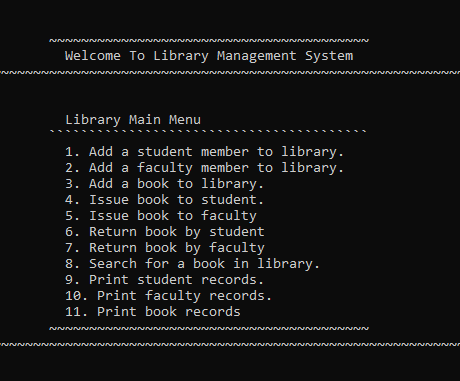 ~~~~~~~~~~~~~~~~~~~~~~~~~~~~~~~~~~~~~~~~
Welcome To Library Management System
~~~~~~~~~~~~~~~~~~~~~~~~~~~~~~~~~~~~~~~~~~~~~~~~~~~~~~~~~~
Library Main Menu
````````````````````````````````````````
1. Add a student member to library.
2. Add a faculty member to library.
3. Add a book to library.
4. Issue book to student.
5. Issue book to faculty
6. Return book by student
7. Return book by faculty
8. Search for a book in library.
9. Print student records.
10. Print faculty records.
11. Print book records
~~~~~~~~~~~~~~~~~~~~~~~~~~~~~~~~~~~~~~~~
~~~~~~~~~~~~~~~~~~~~~~~~~~~~~~~~~~~~~~~~~~~~~~~~~~~~~~~~~~